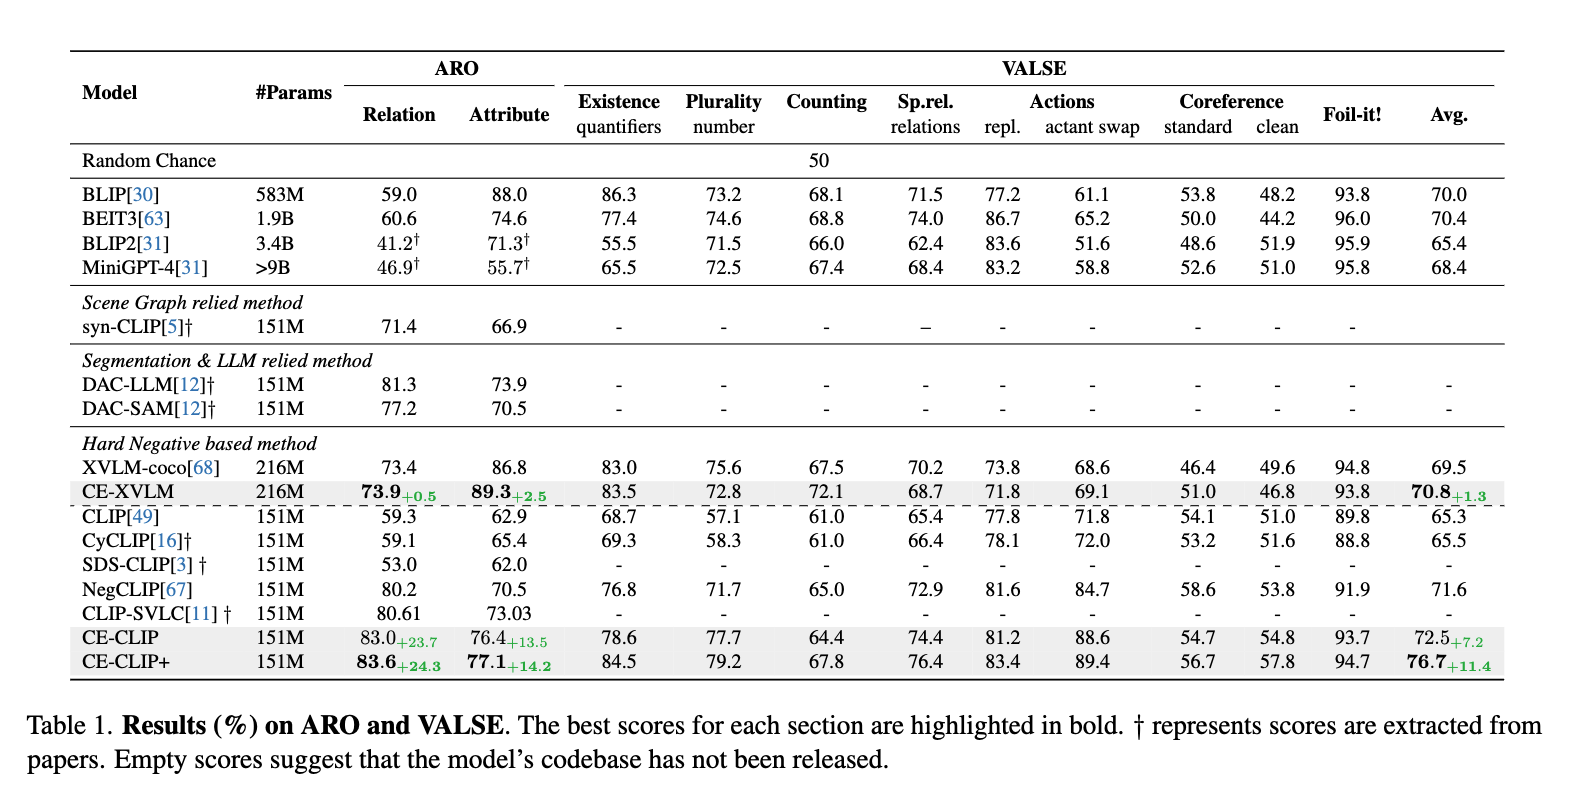 ARO VALSE
Model #Params Relation Attribute Existence Plurality Counting Sp.rel. Actions Coreference Foil-it! Avg.
quantifiers number relations repl. actant swap standard clean
Random Chance 50
BLIP[30] 583M 59.0 88.0 86.3 73.2 68.1 71.5 77.2 61.1 53.8 48.2 93.8 70.0
BEIT3[63] 1.9B 60.6 74.6 77.4 74.6 68.8 74.0 86.7 65.2 50.0 44.2 96.0 70.4
BLIP2[31] 3.4B 41.2† 71.3† 55.5 71.5 66.0 62.4 83.6 51.6 48.6 51.9 95.9 65.4
MiniGPT-4[31] >9B 46.9† 55.7† 65.5 72.5 67.4 68.4 83.2 58.8 52.6 51.0 95.8 68.4
Scene Graph relied method
syn-CLIP[5]† 151M 71.4 66.9 - - - – - - - - -
Segmentation & LLM relied method
DAC-LLM[12]† 151M 81.3 73.9 - - - - - - - - - -
DAC-SAM[12]† 151M 77.2 70.5 - - - - - - - - - -
Hard Negative based method
XVLM-coco[68] 216M 73.4 86.8 83.0 75.6 67.5 70.2 73.8 68.6 46.4 49.6 94.8 69.5
CE-XVLM 216M 73.9+0.5 89.3+2.5 83.5 72.8 72.1 68.7 71.8 69.1 51.0 46.8 93.8 70.8+1.3
CLIP[49] 151M 59.3 62.9 68.7 57.1 61.0 65.4 77.8 71.8 54.1 51.0 89.8 65.3
CyCLIP[16]† 151M 59.1 65.4 69.3 58.3 61.0 66.4 78.1 72.0 53.2 51.6 88.8 65.5
SDS-CLIP[3] † 151M 53.0 62.0 - - - - - - - - - -
NegCLIP[67] 151M 80.2 70.5 76.8 71.7 65.0 72.9 81.6 84.7 58.6 53.8 91.9 71.6
CLIP-SVLC[11] † 151M 80.61 73.03 - - - - - - - - - -
CE-CLIP 151M 83.0+23.7 76.4+13.5 78.6 77.7 64.4 74.4 81.2 88.6 54.7 54.8 93.7 72.5+7.2
CE-CLIP+ 151M 83.6+24.3 77.1+14.2 84.5 79.2 67.8 76.4 83.4 89.4 56.7 57.8 94.7 76.7+11.4
Table 1. Results (%) on ARO and VALSE. The best scores for each section are highlighted in bold. † represents scores are extracted from
papers. Empty scores suggest that the model's codebase has not been released.